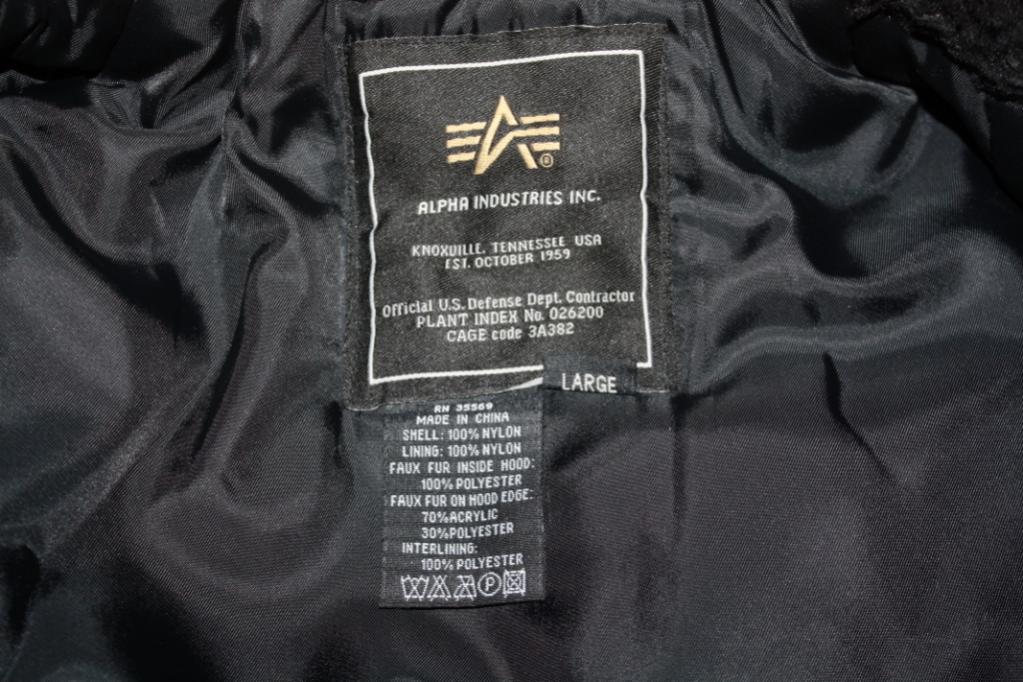 ALPHA INDUSTRIES INC.
KNOXVILLE, TENNESSEE USA
EST. OCTOBER 1959
Official U.S. Defense Dept. Contractor
PLANT INDEX No. 026200
CAGE code 3A382
LARGE
RN 35569
MADE IN CHINA
SHELL: 100% NYLON
LINING: 100% NYLON
FAUX FUR INSIDE HOOD:
100% POLYESTER
FAUX FUR ON HOOD EDGE:
70% ACRYLIC
30% POLYESTER
INTERLINING:
100% POLYESTER
P